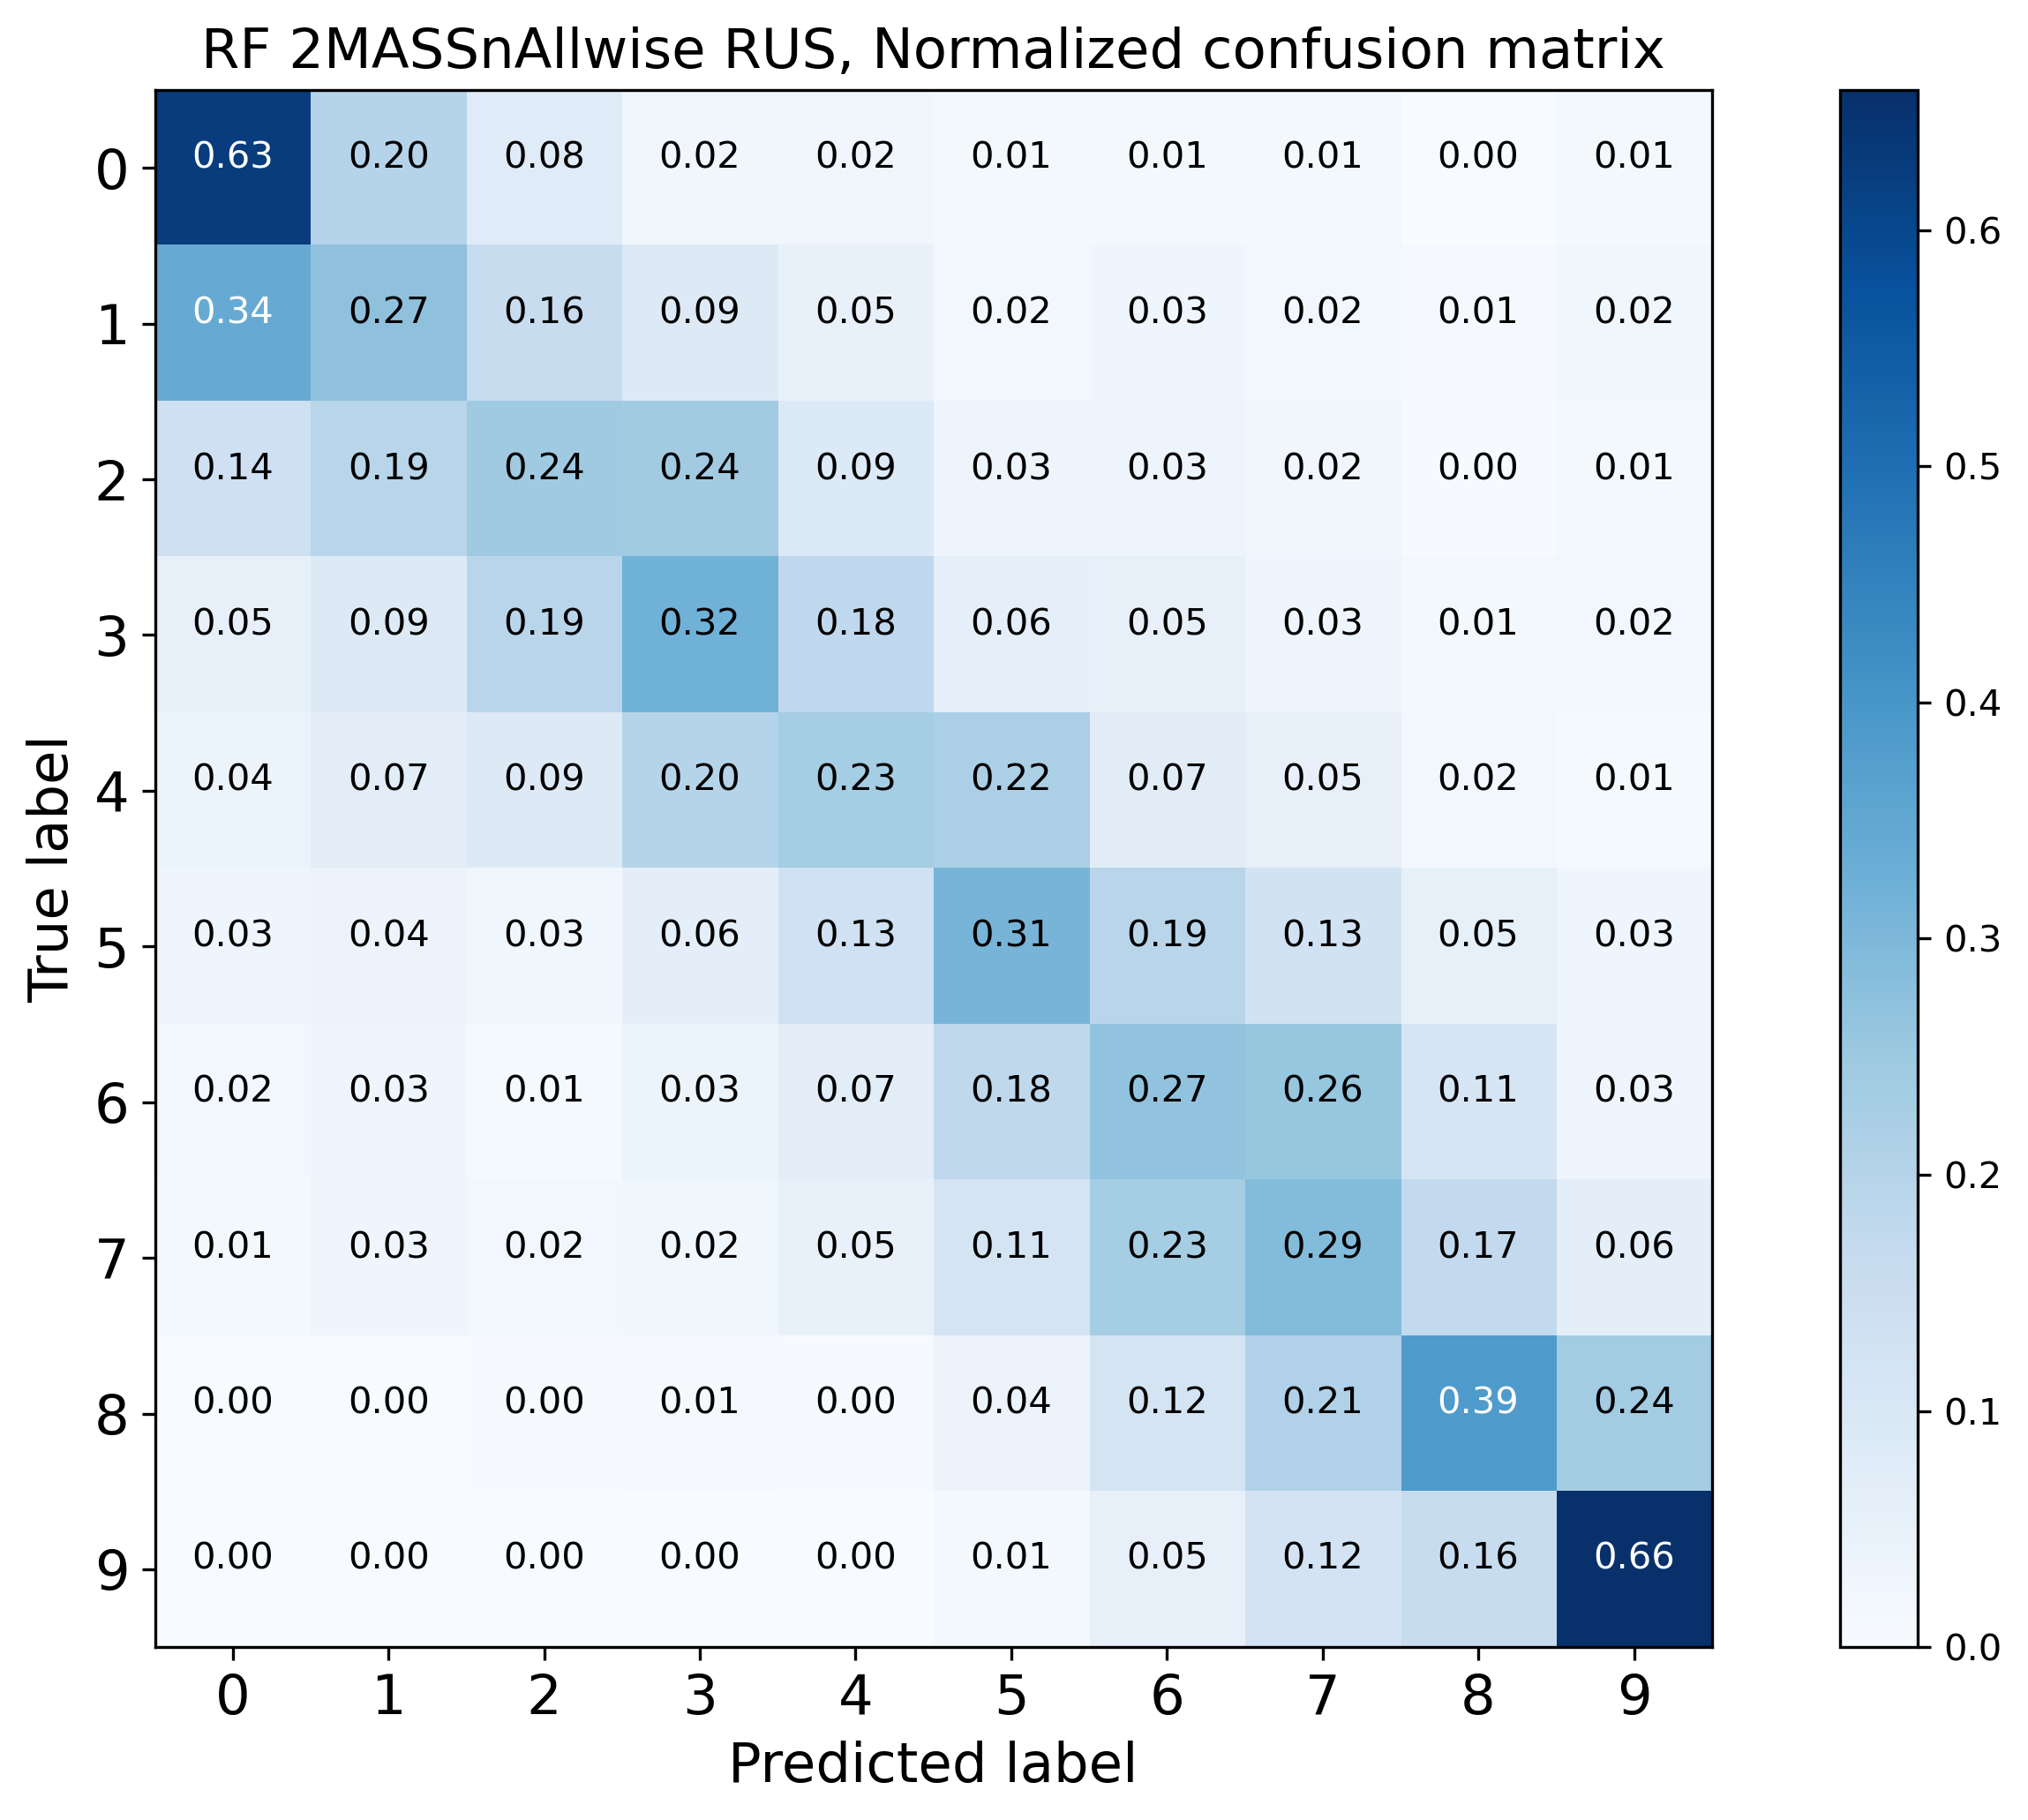 RF 2MASSnAllwise RUS, Normalized confusion matrix
0 0.63 0.20 0.08 0.02 0.02 0.01 0.01 0.01 0.00 0.01
1 0.34 0.27 0.16 0.09 0.05 0.02 0.03 0.02 0.01 0.02
2 0.14 0.19 0.24 0.24 0.09 0.03 0.03 0.02 0.00 0.01
3 0.05 0.09 0.19 0.32 0.18 0.06 0.05 0.03 0.01 0.02
4 0.04 0.07 0.09 0.20 0.23 0.22 0.07 0.05 0.02 0.01
5 0.03 0.04 0.03 0.06 0.13 0.31 0.19 0.13 0.05 0.03
6 0.02 0.03 0.01 0.03 0.07 0.18 0.27 0.26 0.11 0.03
7 0.01 0.03 0.02 0.02 0.05 0.11 0.23 0.29 0.17 0.06
8 0.00 0.00 0.00 0.01 0.00 0.04 0.12 0.21 0.39 0.24
9 0.00 0.00 0.00 0.00 0.00 0.01 0.05 0.12 0.16 0.66
0 1 2 3 4 5 6 7 8 9
Predicted label
True label
0.6
0.5
0.4
0.3
0.2
0.1
0.0